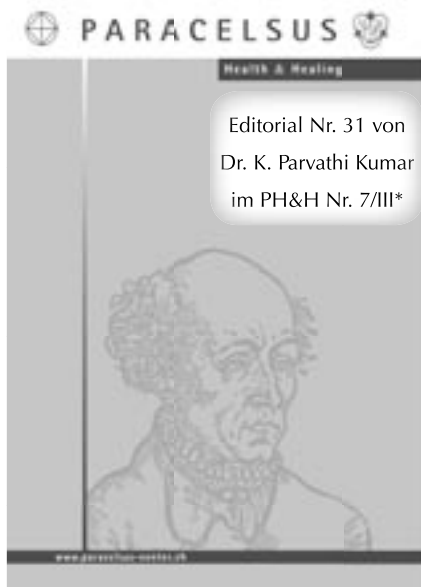 PARACELSUS
Health & Healing
Editorial Nr. 31 von
Dr. K. Parvathi Kumar
im PH&H Nr. 7/III*
www.paracelsus-center.ch